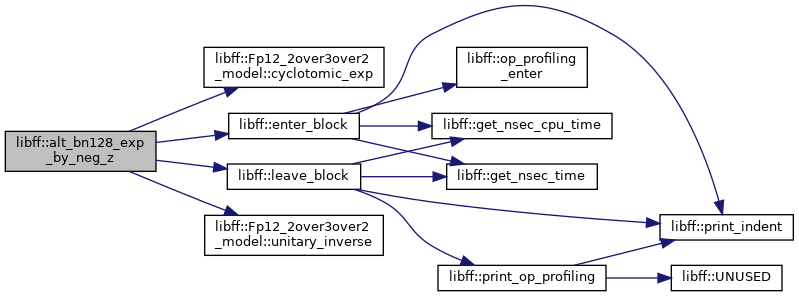 libff::alt_bn128_exp
_by_neg_z
libff::Fp12_2over3over2
_model::cyclotomic_exp
libff::enter_block
libff::leave_block
libff::Fp12_2over3over2
_model::unitary_inverse
libff::op_profiling
_enter
libff::get_nsec_cpu_time
libff::get_nsec_time
libff::print_op_profiling
libff::print_indent
libff::UNUSED